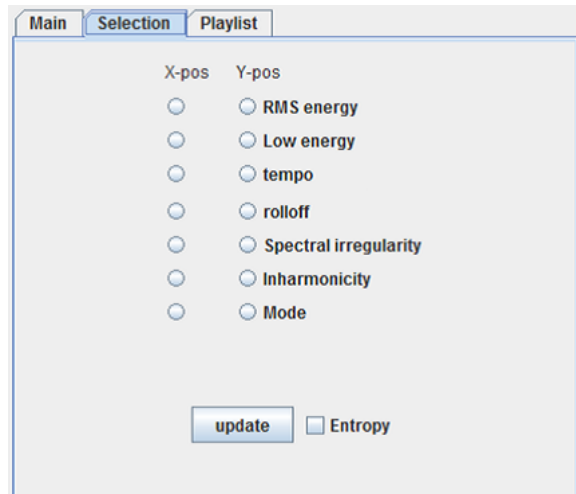 Main Selection Playlist
X-pos Y-pos
RMS energy
Low energy
tempo
rolloff
Spectral irregularity
Inharmonicity
Mode
update Entropy